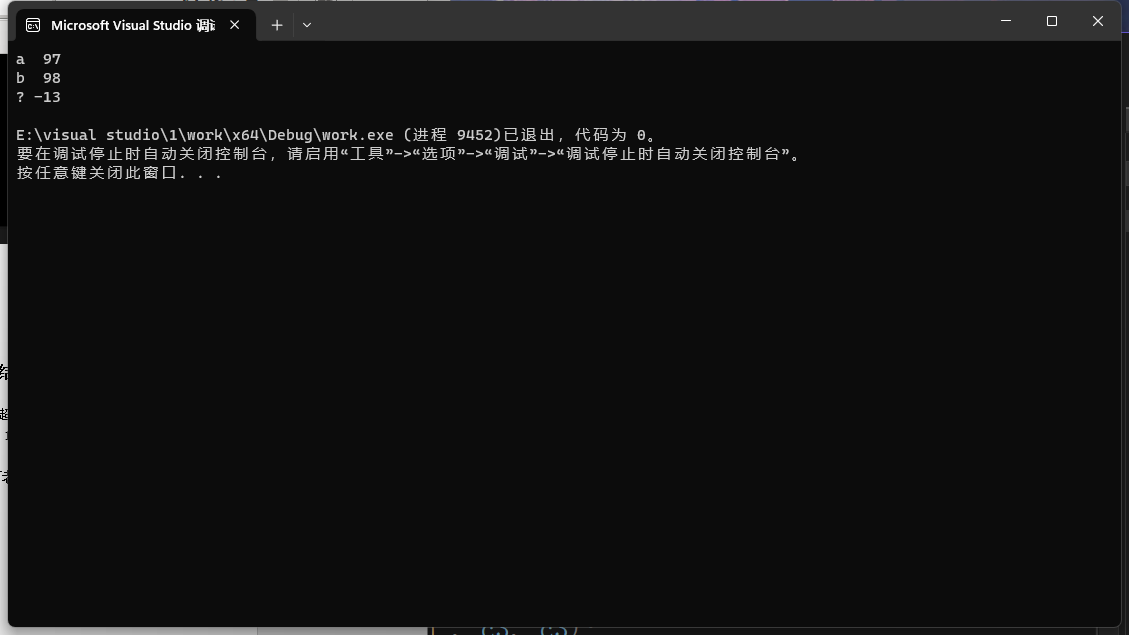 Microsoft Visual Studio 调试
a  97
b  98
? -13
E:\visual studio\1\work\x64\Debug\work.exe (进程 9452)已退出，代码为 0。
要在调试停止时自动关闭控制台，请启用“工具”->“选项”->“调试”->“调试停止时自动关闭控制台”。
按任意键关闭此窗口. . .